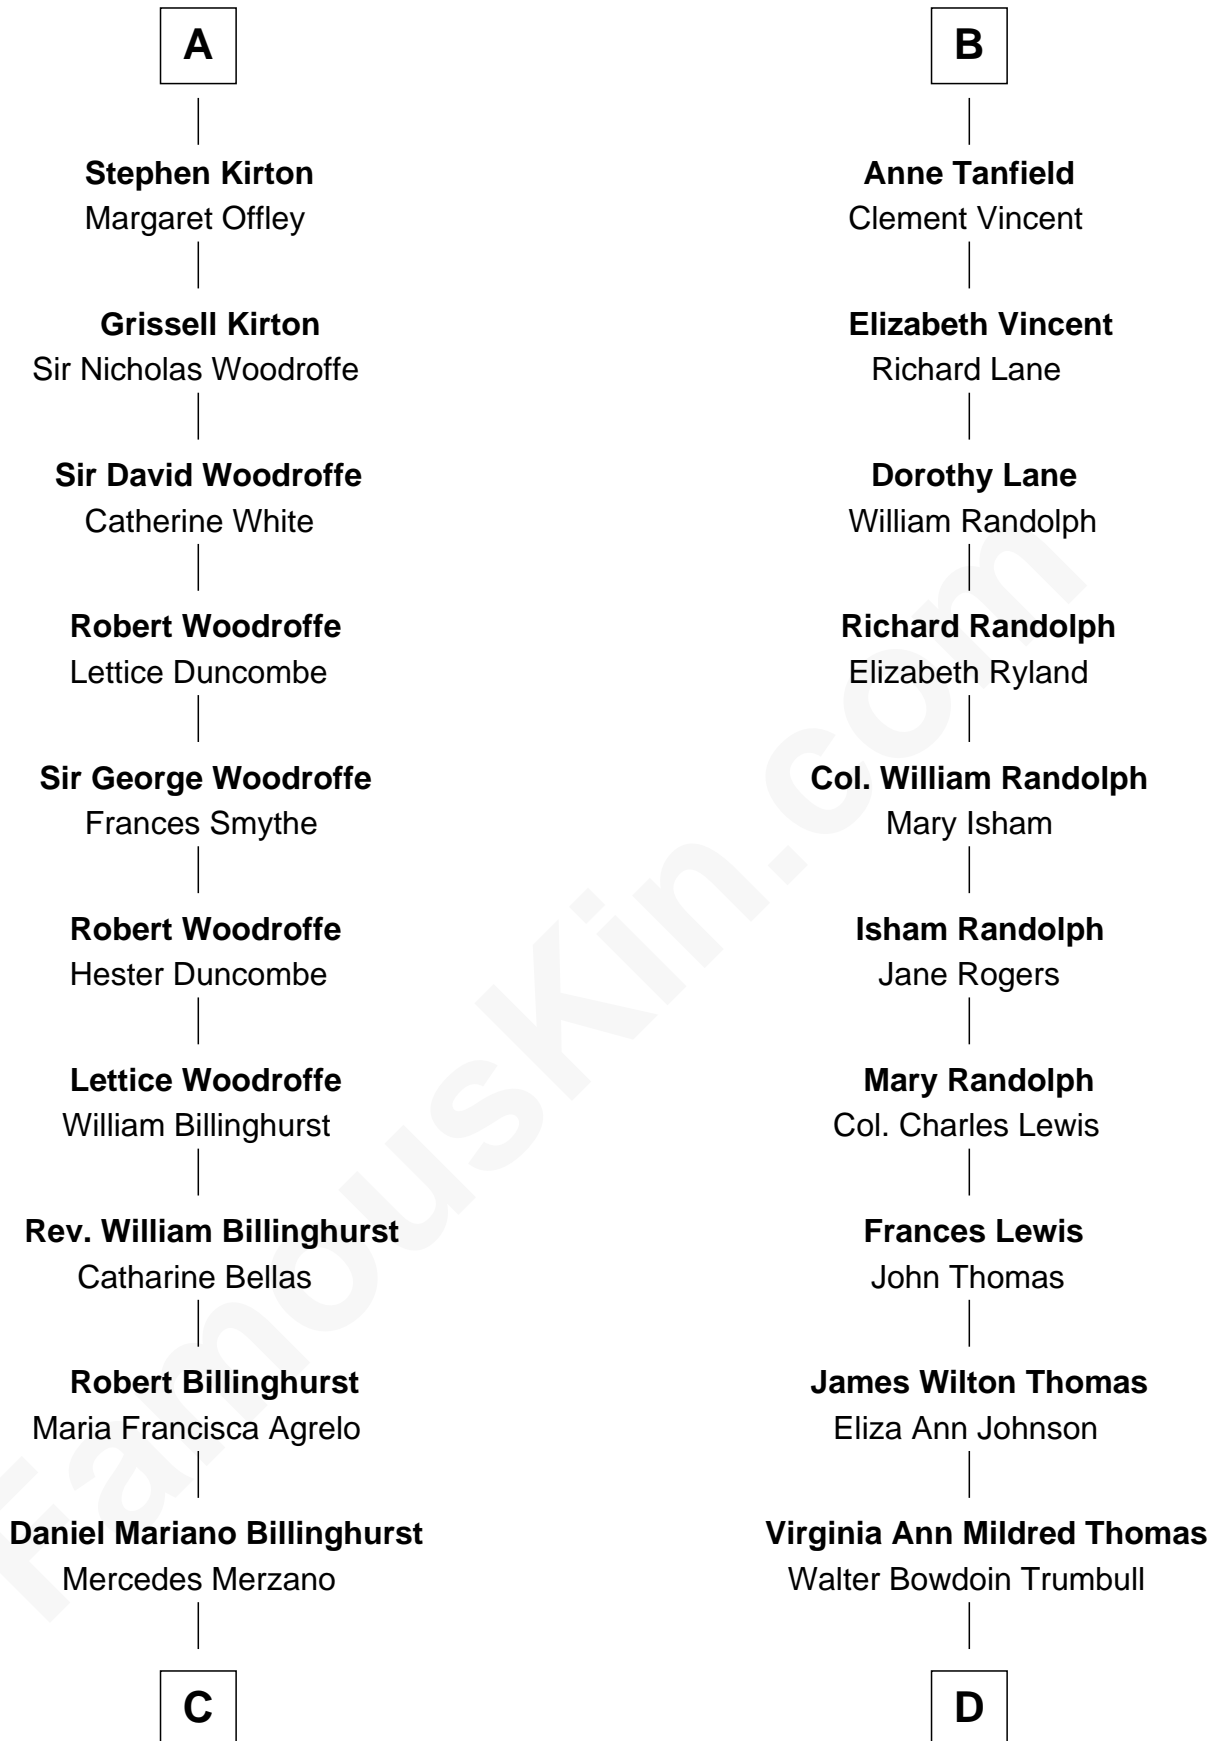 A
Stephen Kirton
Margaret Offley
Grissell Kirton
Sir Nicholas Woodroffe
Sir David Woodroffe
Catherine White
Robert Woodroffe
Lettice Duncombe
Sir George Woodroffe
Frances Smythe
Robert Woodroffe
Hester Duncombe
Lettice Woodroffe
William Billinghurst
Rev. William Billinghurst
Catharine Bellas
Robert Billinghurst
Maria Francisca Agrelo
Daniel Mariano Billinghurst
Mercedes Merzano
C
B
Anne Tanfield
Clement Vincent
Elizabeth Vincent
Richard Lane
Dorothy Lane
William Randolph
Richard Randolph
Elizabeth Ryland
Col. William Randolph
Mary Isham
Isham Randolph
Jane Rogers
Mary Randolph
Col. Charles Lewis
Frances Lewis
John Thomas
James Wilton Thomas
Eliza Ann Johnson
Virginia Ann Mildred Thomas
Walter Bowdoin Trumbull
D
FamousKin.com